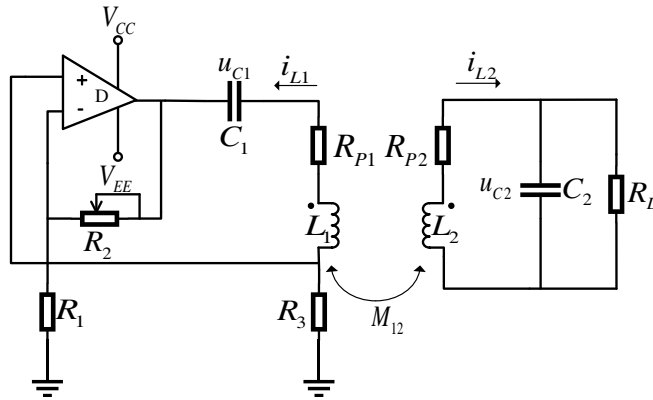 V_CC
u_C1
i_L1
i_L2
+
D
-
C_1
R_P1
R_P2
V_EE
u_C2
C_2
R_L
R_2
L_1
L_2
R_1
R_3
M_12